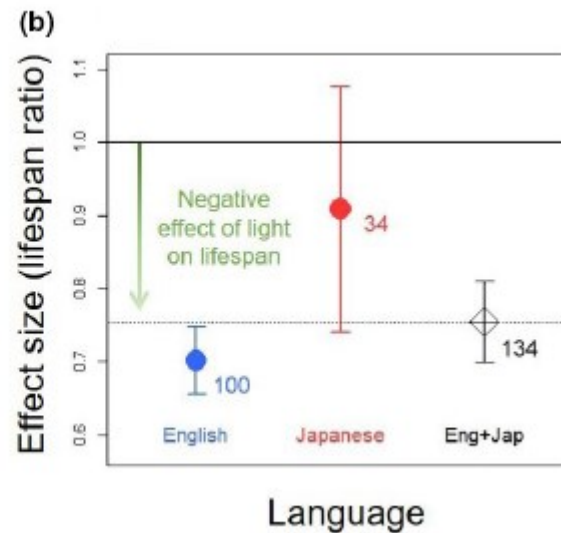 (b)
Effect size (lifespan ratio)
1.1
1.0
0.9
0.8
0.7
0.6
Negative
effect of light
on lifespan
34
134
100
English
Japanese
Eng+Jap
Language